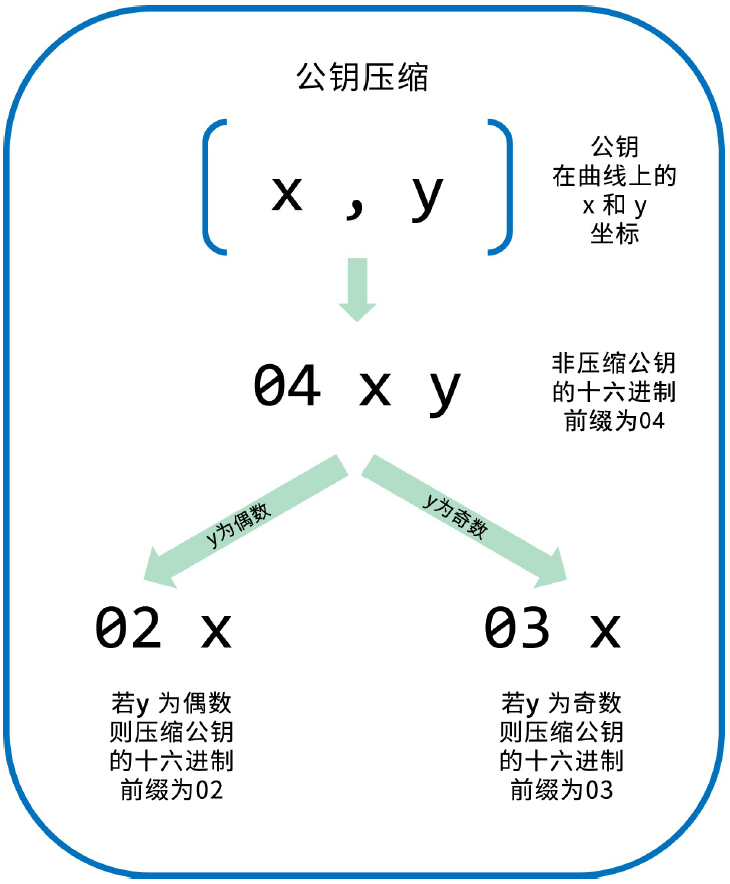 公钥压缩
x , y
公钥
在曲线上的
x 和 y
坐标
04 x y
非压缩公钥
的十六进制
前缀为04
y为偶数
y为奇数
02 x
03 x
若y 为偶数
则压缩公钥
的十六进制
前缀为02
若y 为奇数
则压缩公钥
的十六进制
前缀为03